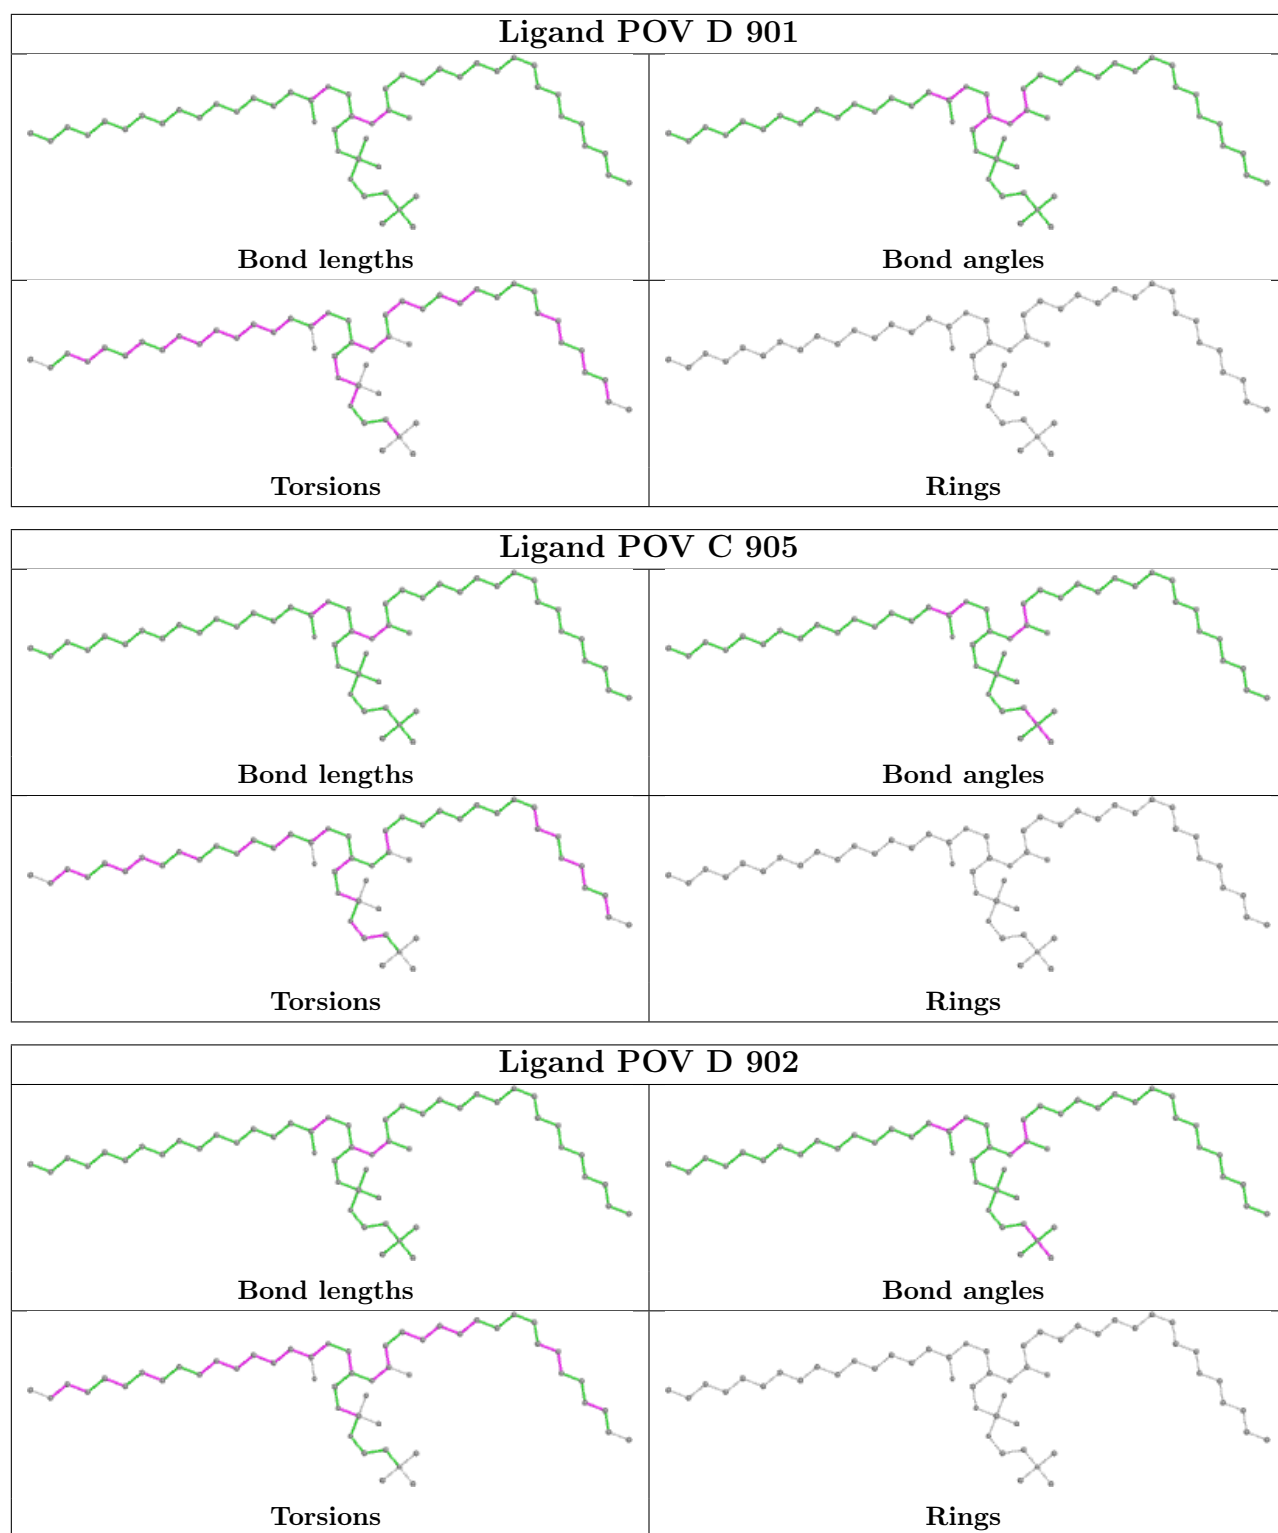 Ligand POV D 901
Bond lengths
Bond angles
Torsions
Rings
Ligand POV C 905
Bond lengths
Bond angles
Torsions
Rings
Ligand POV D 902
Bond lengths
Bond angles
Torsions
Rings